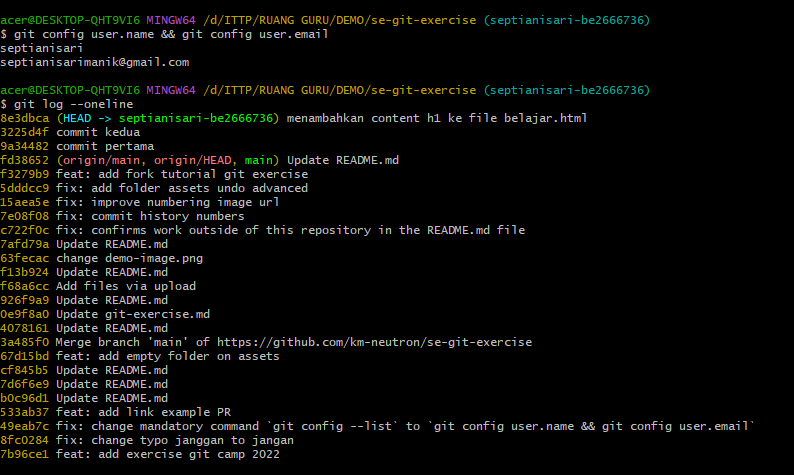 acer@DESKTOP-QHT9VI6 MINGW64 /d/ITTP/RUANG GURU/DEMO/se-git-exercise (septianisari-be2666736)
$ git config user.name && git config user.email
septianisari
septianisarimanik@gmail.com
acer@DESKTOP-QHT9VI6 MINGW64 /d/ITTP/RUANG GURU/DEMO/se-git-exercise (septianisari-be2666736)
$ git log --oneline
8e3dbca (HEAD -> septianisari-be2666736) menambahkan content h1 ke file belajar.html
3225d4f commit kedua
9a34482 commit pertama
fd38652 (origin/main, origin/HEAD, main) Update README.md
f3279b9 feat: add fork tutorial git exercise
5dddcc9 fix: add folder assets undo advanced
15aea5e fix: improve numbering image url
7e08f08 fix: commit history numbers
c722f0c fix: confirms work outside of this repository in the README.md file
7afd79a Update README.md
63fecac change demo-image.png
f13b924 Update README.md
f68a6cc Add files via upload
926f9a9 Update README.md
0e9f8a0 Update git-exercise.md
4078161 Update README.md
3a485f0 Merge branch 'main' of https://github.com/km-neutron/se-git-exercise
67d15bd feat: add empty folder on assets
cf845b5 Update README.md
7d6f6e9 Update README.md
b0c96d1 Update README.md
533ab37 feat: add link example PR
49eab7c fix: change mandatory command `git config --list` to `git config user.name && git config user.email`
8fc0284 fix: change typo janggan to jangan
7b96ce1 feat: add exercise git camp 2022